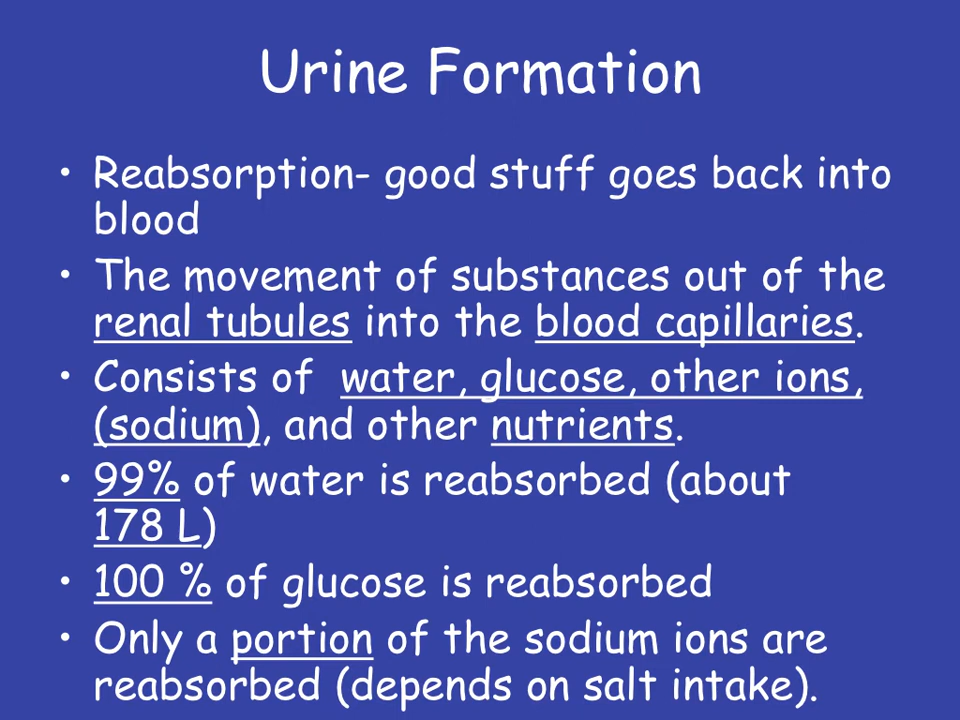 Urine Formation
• Reabsorption- good stuff goes back into
blood
• The movement of substances out of the
renal tubules into the blood capillaries.
• Consists of  water, glucose, other ions,
(sodium), and other nutrients.
• 99% of water is reabsorbed (about
178 L)
• 100 % of glucose is reabsorbed
• Only a portion of the sodium ions are
reabsorbed (depends on salt intake).